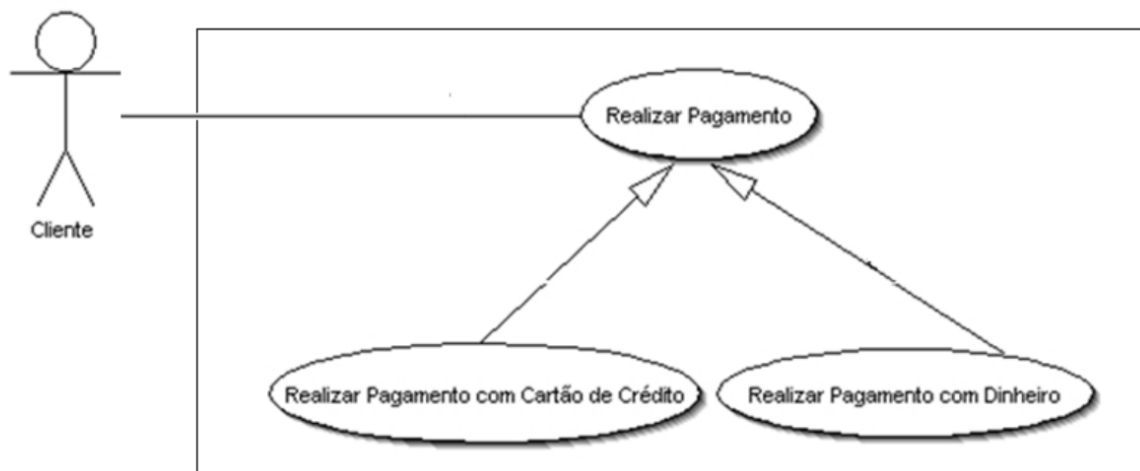 Realizar Pagamento
Cliente
Realizar Pagamento com Cartão de Crédito
Realizar Pagamento com Dinheiro